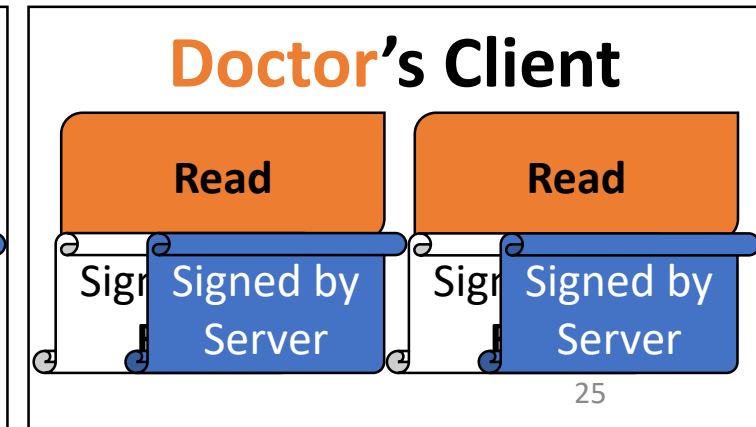 Doctor's Client
Read Read
Signed by Signed by
Server Server
25